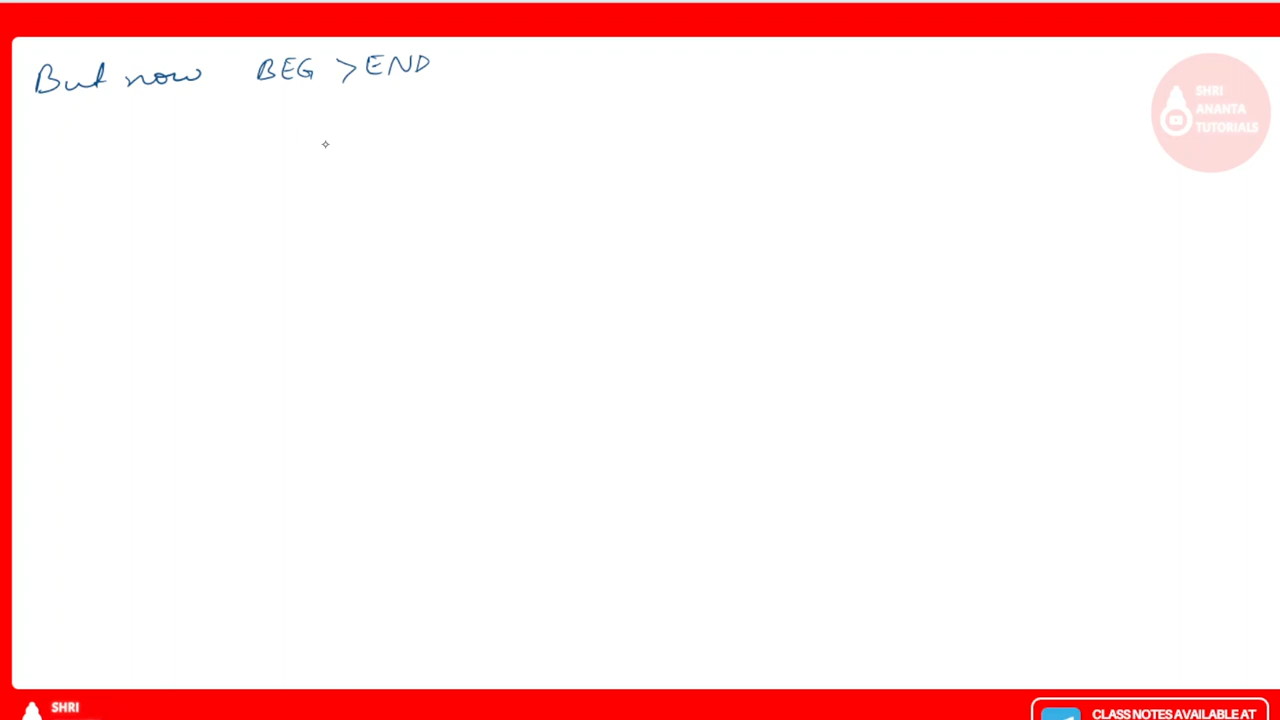 But now BEG > END
SHRI
ANANTA
TUTORIALS
SHRI
CLASS NOTES AVAILABLE AT